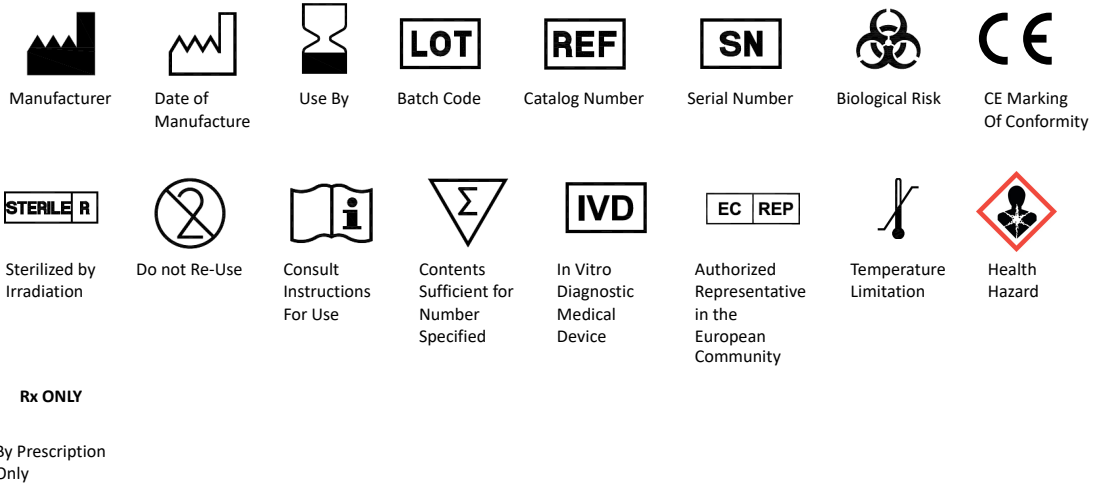 LOT
REF
SN
CE
Manufacturer
Date of
Manufacture
Use By
Batch Code
Catalog Number
Serial Number
Biological Risk
CE Marking
Of Conformity
STERILE R
2
i
Σ
IVD
EC REP
Sterilized by
Irradiation
Do not Re-Use
Consult
Instructions
For Use
Contents
Sufficient for
Number
Specified
In Vitro
Diagnostic
Medical
Device
Authorized
Representative
in the
European
Community
Temperature
Limitation
Health
Hazard
Rx ONLY
By Prescription
Only